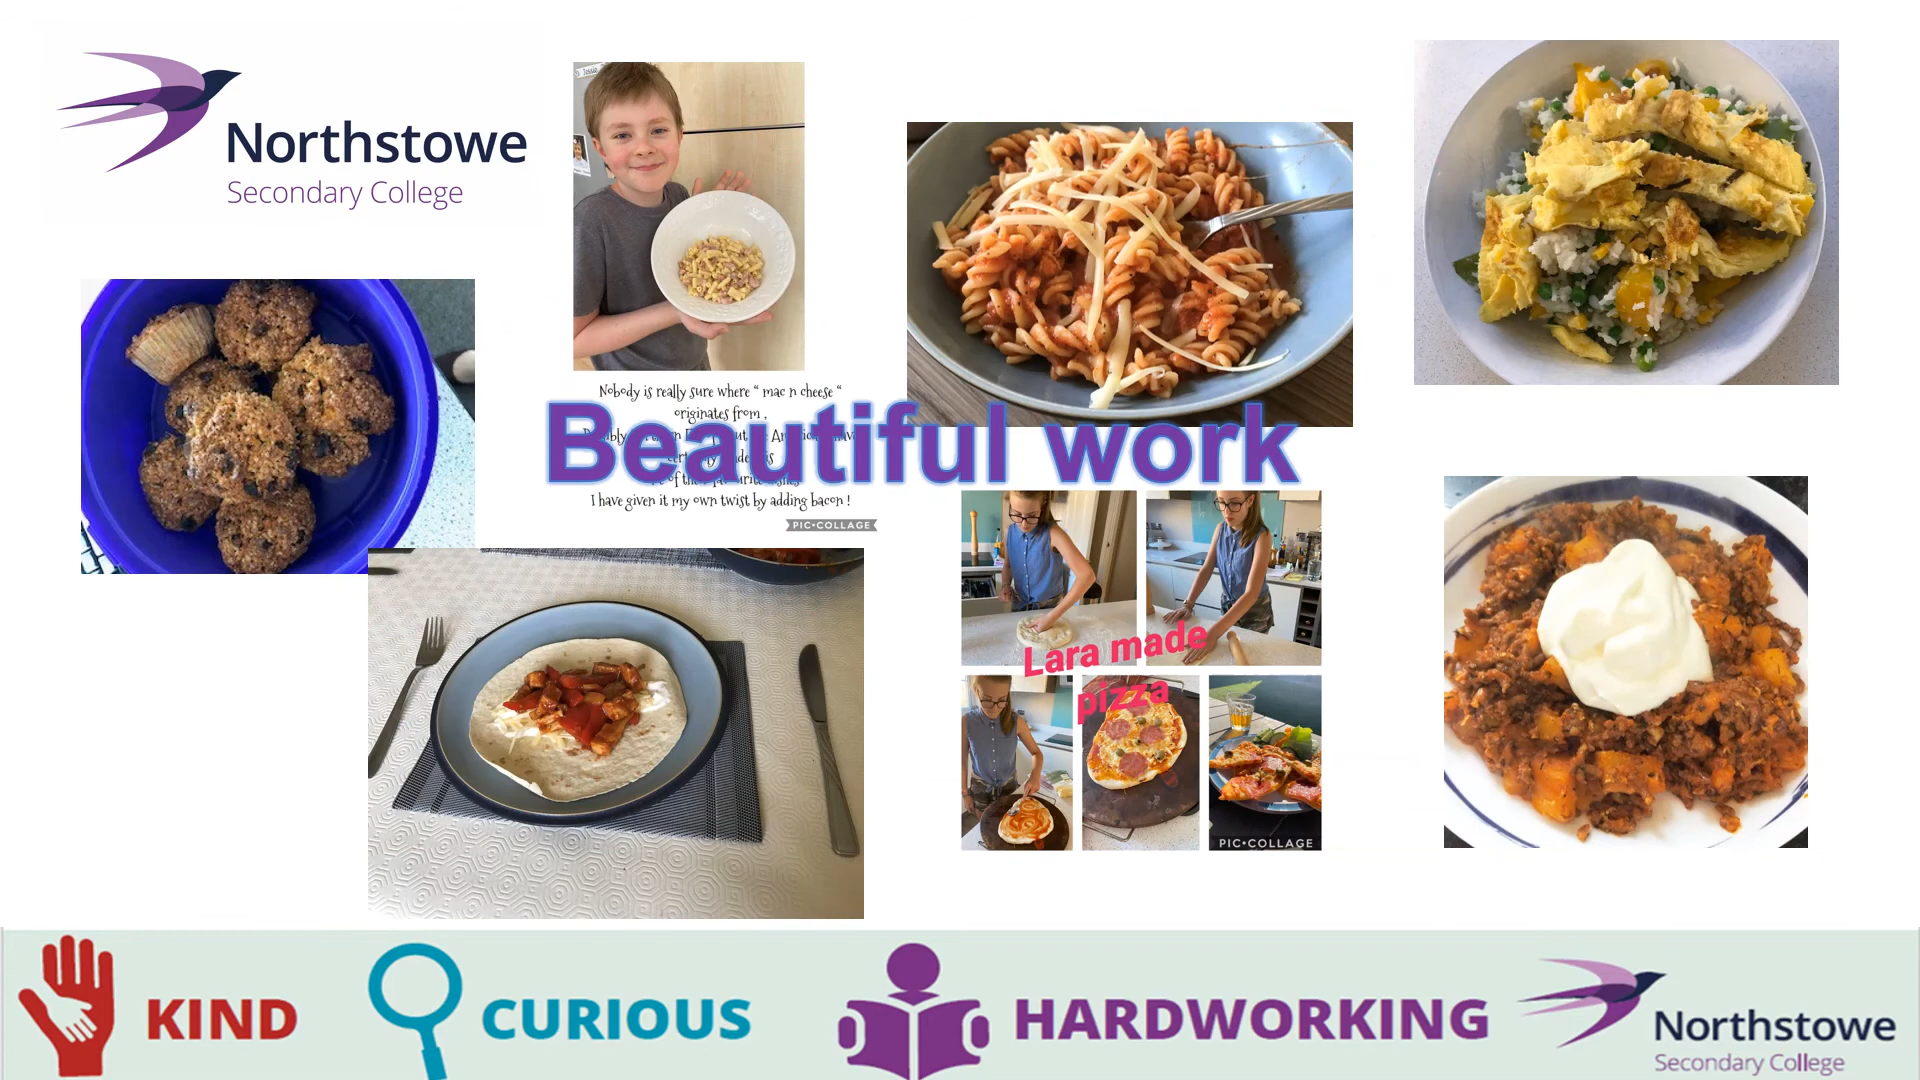 Northstowe
Secondary College
Jessie
Nobody is really sure where " mac n cheese "
originates from ,
I have given it my own twist by adding bacon !
PIC•COLLAGE
Beautiful work
Lara made
pizza
PIC•COLLAGE
KIND
CURIOUS
HARDWORKING
Northstowe
Secondary College